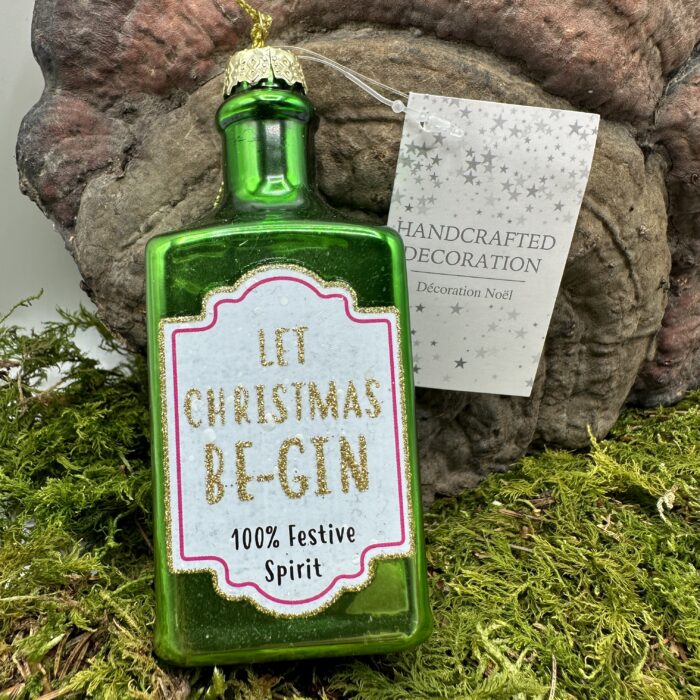 LET
CHRISTMAS
BE-GIN
100% Festive
Spirit
HANDCRAFTED
DECORATION
Décoration Noël